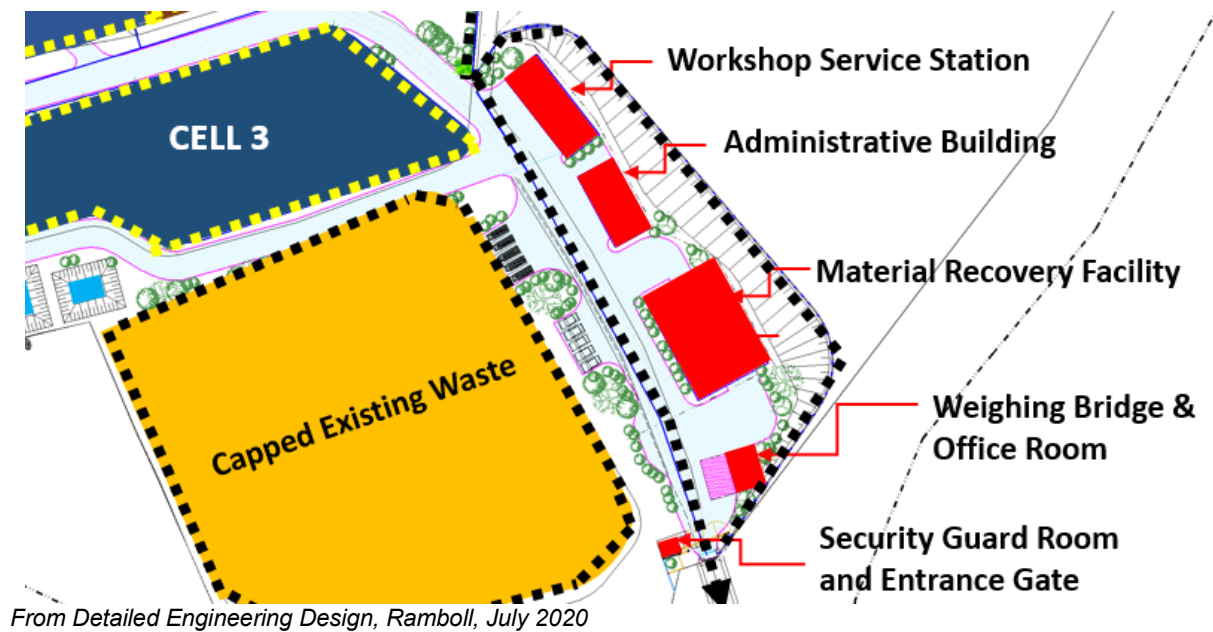 Workshop Service Station
CELL 3
Administrative Building
Material Recovery Facility
Capped Existing Waste
Weighing Bridge &
Office Room
Security Guard Room
and Entrance Gate
From Detailed Engineering Design, Ramboll, July 2020